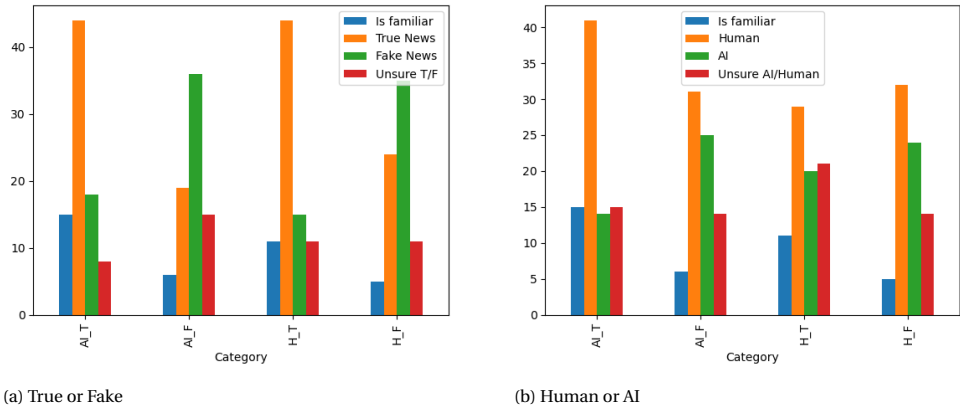 Is familiar
True News
Fake News
Unsure T/F
40
30
20
10
0
AI_T
AI_F
H_T
H_F
Category
(a) True or Fake
Is familiar
Human
AI
Unsure AI/Human
40
35
30
25
20
15
10
5
0
AI_T
AI_F
H_T
H_F
Category
(b) Human or AI